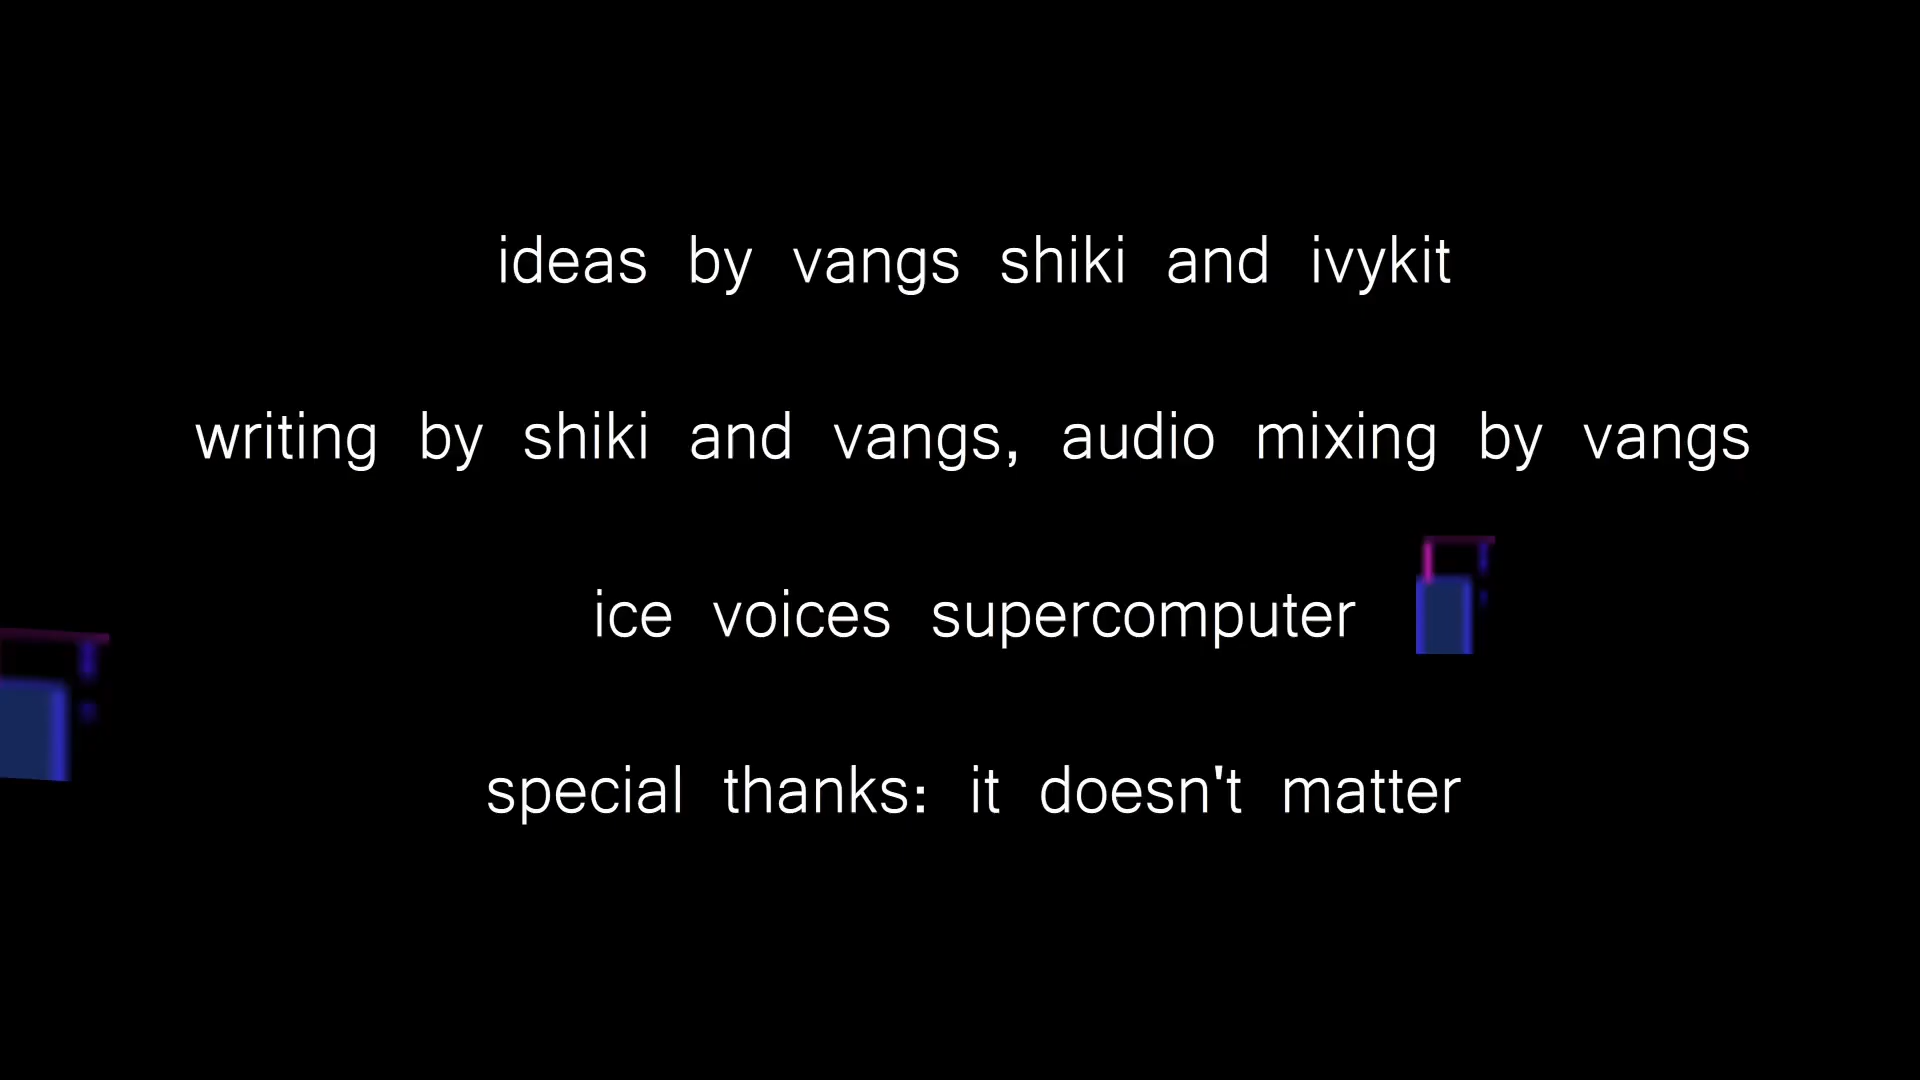 ideas by vangs shiki and ivykit
writing by shiki and vangs, audio mixing by vangs
ice voices supercomputer
special thanks: it doesn't matter